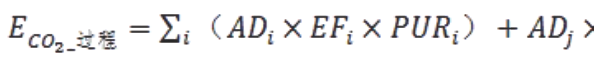 E_{CO_2_过程} = ∑_i （AD_i × EF_i × PUR_i） + AD_j ×